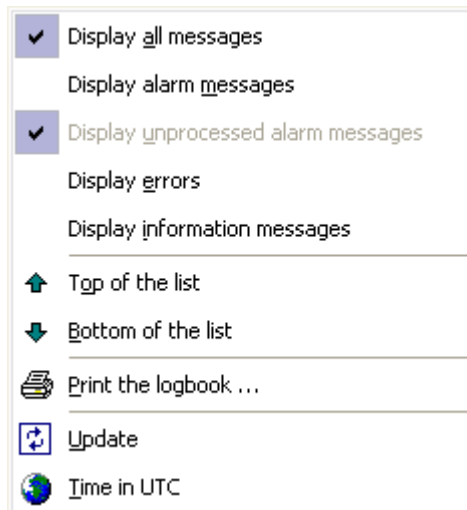 Display all messages
Display alarm messages
Display unprocessed alarm messages
Display errors
Display information messages
Top of the list
Bottom of the list
Print the logbook ...
Update
Time in UTC